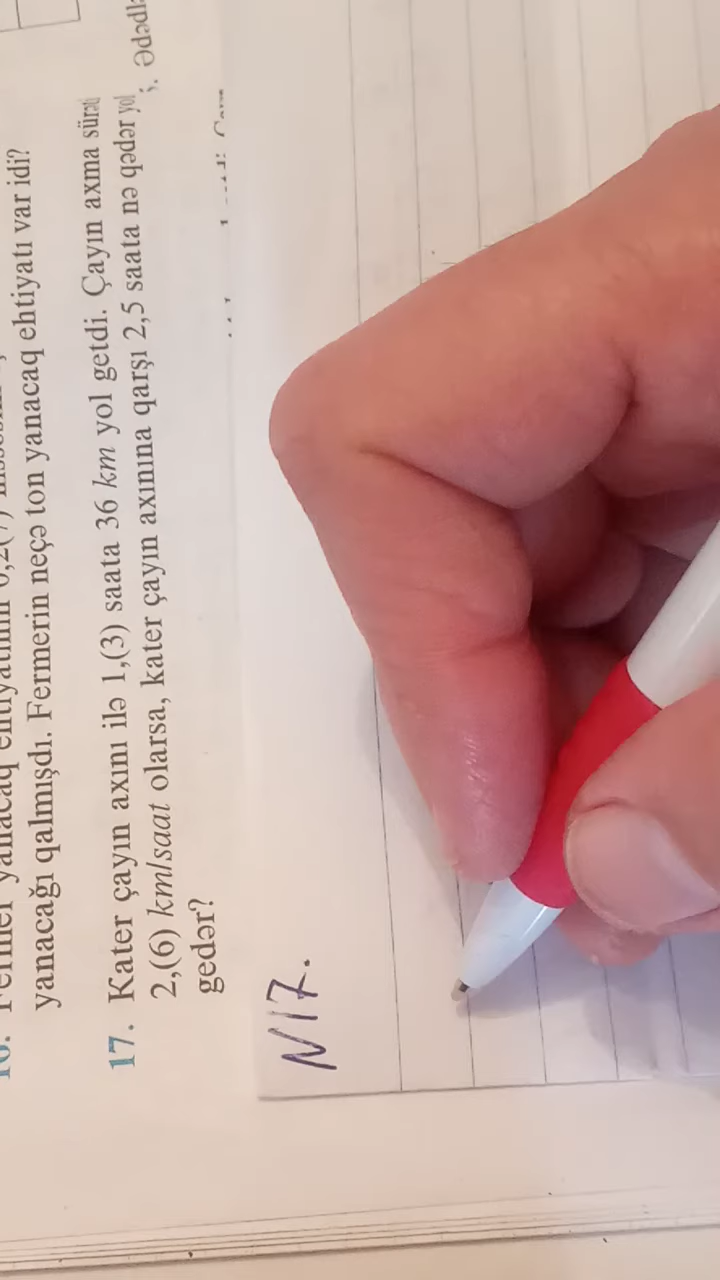 yanacağı qalmışdı. Fermerin neçə ton yanacaq ehtiyatı var idi?
17. Kater çayın axını ilə 1,(3) saata 36 km yol getdi. Çayın axma sürəti
2,(6) km/saat olarsa, kater çayın axınına qarşı 2,5 saata nə qədər yol
gedər?
N17.